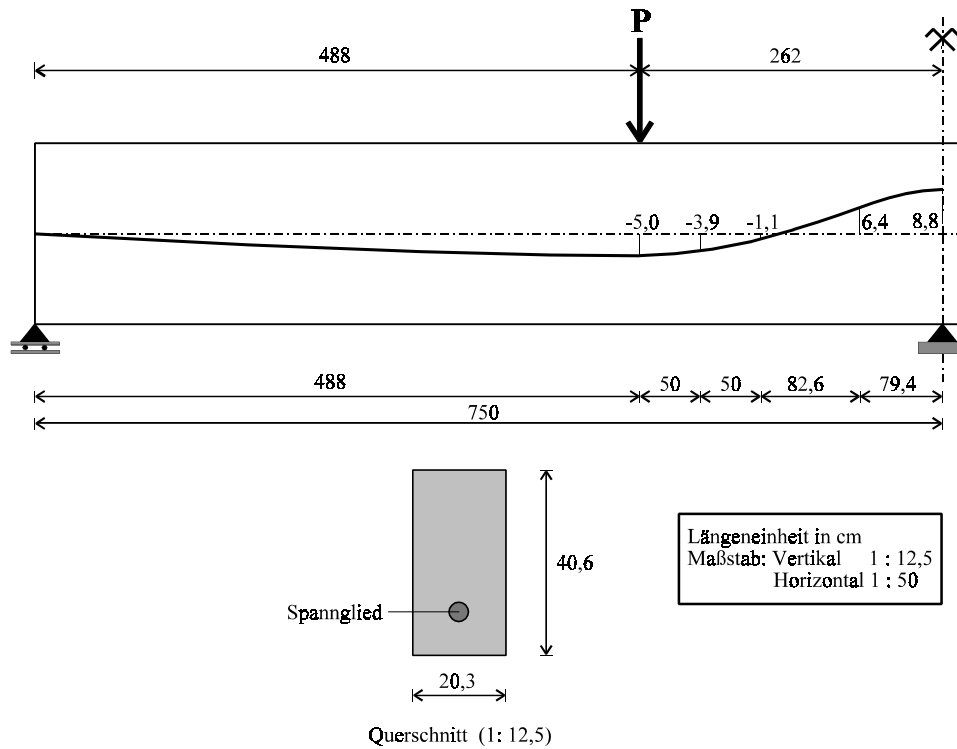 P
488
262
-5,0
-3,9
-1,1
6,4
8,8
488
50
50
82,6
79,4
750
40,6
Spannglied
20,3
Querschnitt (1: 12,5)
Längeneinheit in cm
Maßstab: Vertikal 1 : 12,5
Horizontal 1 : 50